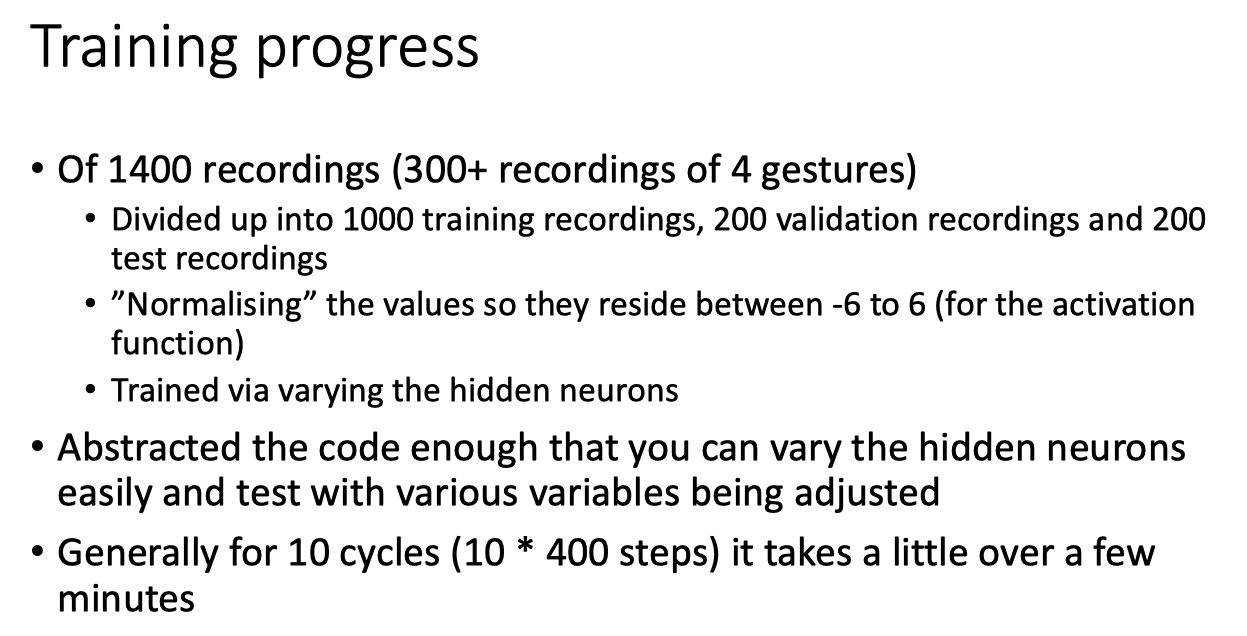 Training progress
• Of 1400 recordings (300+ recordings of 4 gestures)
• Divided up into 1000 training recordings, 200 validation recordings and 200
test recordings
• ”Normalising” the values so they reside between -6 to 6 (for the activation
function)
• Trained via varying the hidden neurons
• Abstracted the code enough that you can vary the hidden neurons
easily and test with various variables being adjusted
• Generally for 10 cycles (10 * 400 steps) it takes a little over a few
minutes